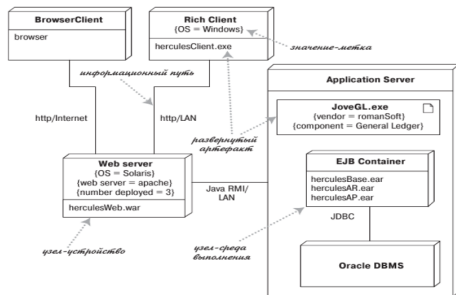 BrowserClient
browser
Rich Client
{OS = Windows}
herculesClient.exe
значение-метка
информационный путь
http/Internet
http/LAN
развернутый
артефакт
Application Server
JoveGL.exe
{vendor = romanSoft}
{component = General Ledger}
Web server
{OS = Solaris}
{web server = apache}
{number deployed = 3}
herculesWeb.war
Java RMI/
LAN
EJB Container
herculesBase.ear
herculesAR.ear
herculesAP.ear
JDBC
узел-устройство
узел-среда
выполнения
Oracle DBMS